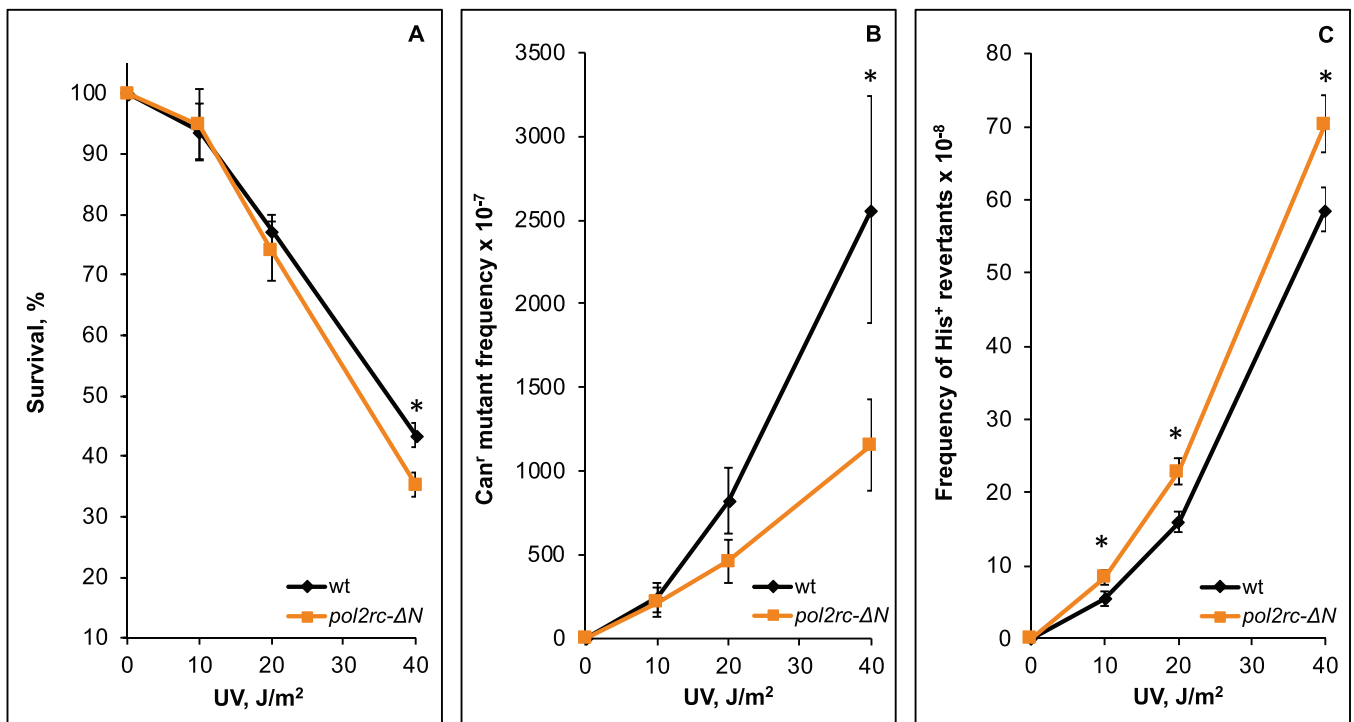 A
Survival, %
100
90
80
70
60
50
40
30
20
10
*
wt
pol2rc-ΔN
0 10 20 30 40
UV, J/m²
B
Canʳ mutant frequency x 10⁻⁷
3500
3000
2500
2000
1500
1000
500
0
*
wt
pol2rc-ΔN
0 10 20 30 40
UV, J/m²
C
Frequency of His⁺ revertants x 10⁻⁸
80
70
60
50
40
30
20
10
0
*
*
*
wt
pol2rc-ΔN
0 10 20 30 40
UV, J/m²